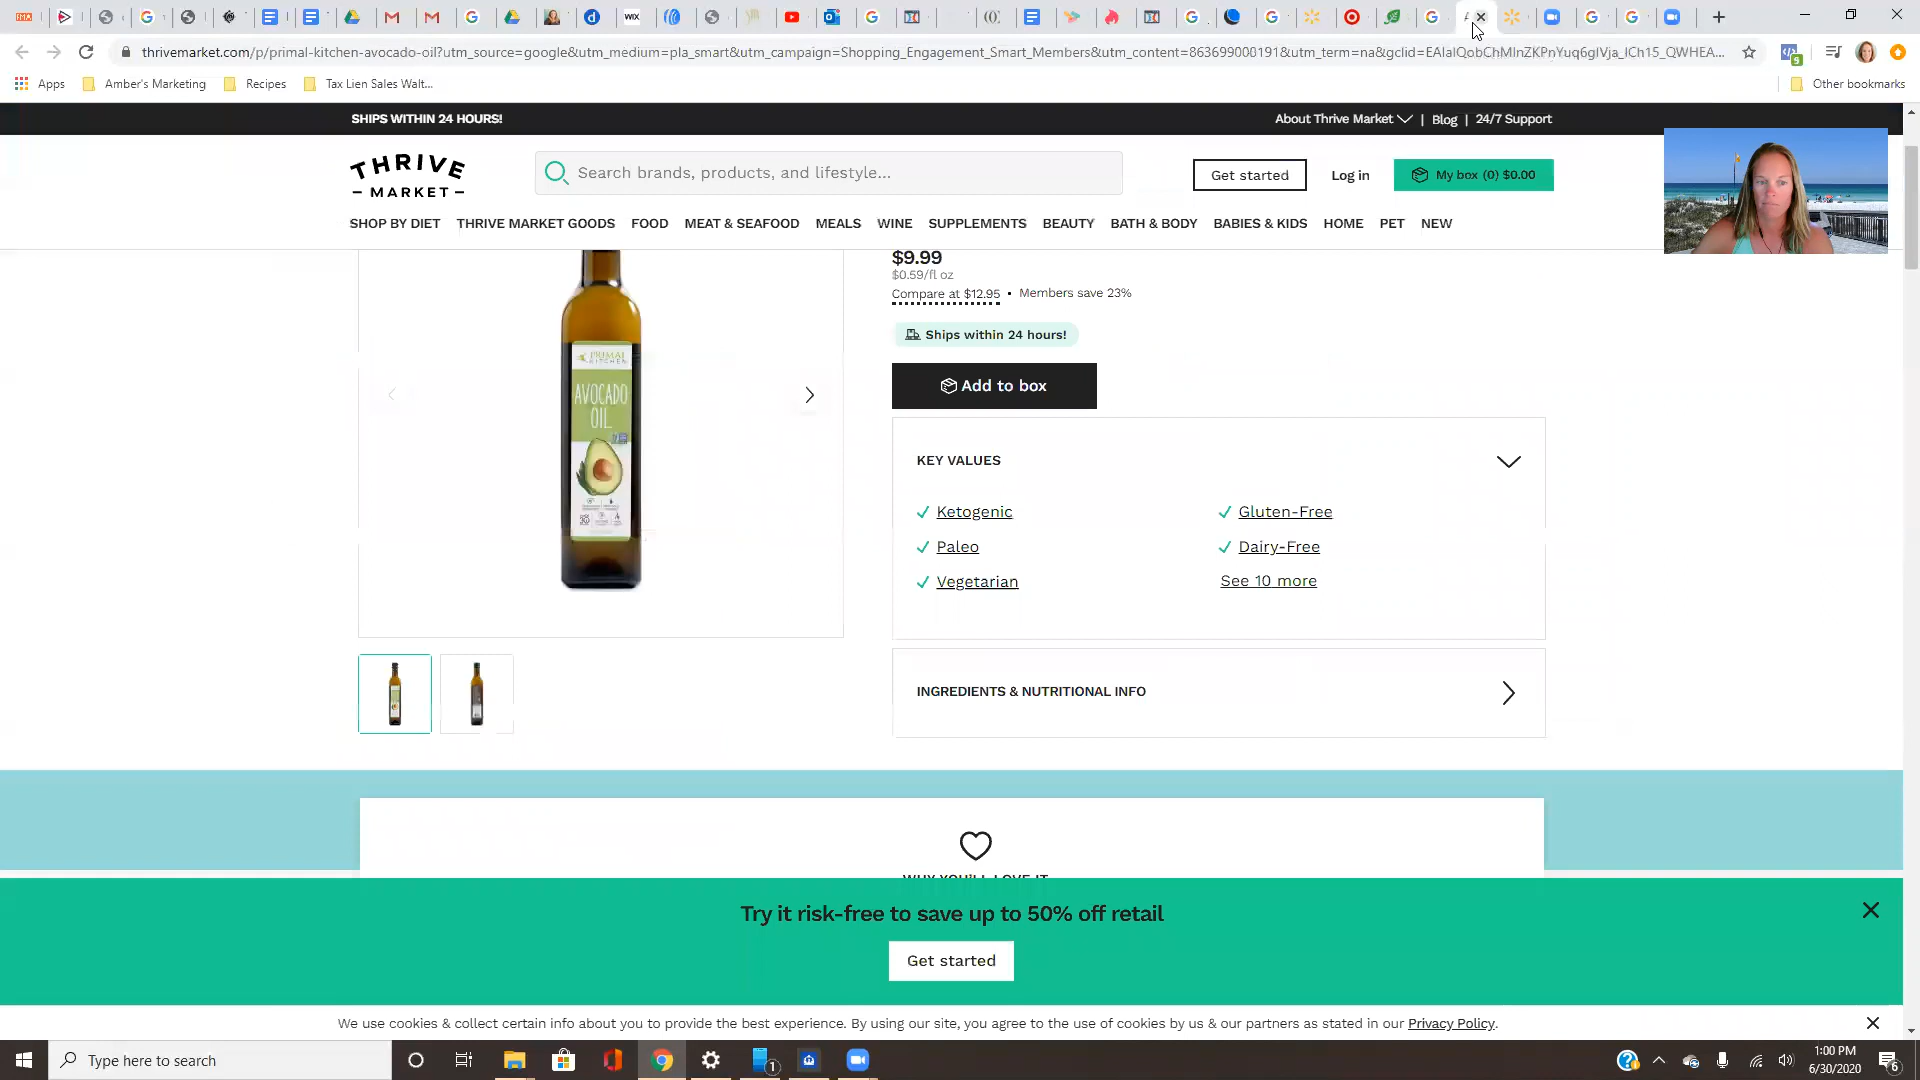 thrivemarket.com/p/primal-kitchen-avocado-oil?utm_source=google&utm_medium=pla_smart&utm_campaign=Shopping_Engagement_Smart_Members&utm_content=863699000191&utm_term=na&gclid=
Apps
Amber's Marketing
Recipes
Tax Lien Sales Walt...
Other bookmarks
SHIPS WITHIN 24 HOURS!
About Thrive Market | Blog | 24/7 Support
THRIVE
MARKET
Search brands, products, and lifestyle...
Get started
Log in
My box (0) $0.00
SHOP BY DIET THRIVE MARKET GOODS FOOD MEAT & SEAFOOD MEALS WINE SUPPLEMENTS BEAUTY BATH & BODY BABIES & KIDS HOME PET NEW
$9.99
$0.59/fl oz
Compare at $12.95 • Members save 23%
Ships within 24 hours!
Add to box
PRIMAL
KITCHEN
AVOCADO
OIL
KEY VALUES
Ketogenic
Gluten-Free
Paleo
Dairy-Free
Vegetarian
See 10 more
INGREDIENTS & NUTRITIONAL INFO
WHY YOU'LL LOVE IT
Try it risk-free to save up to 50% off retail
Get started
We use cookies & collect certain info about you to provide the best experience. By using our site, you agree to the use of cookies by us & our partners as stated in our Privacy Policy.
Type here to search
1
1:00 PM
6/30/2020
6